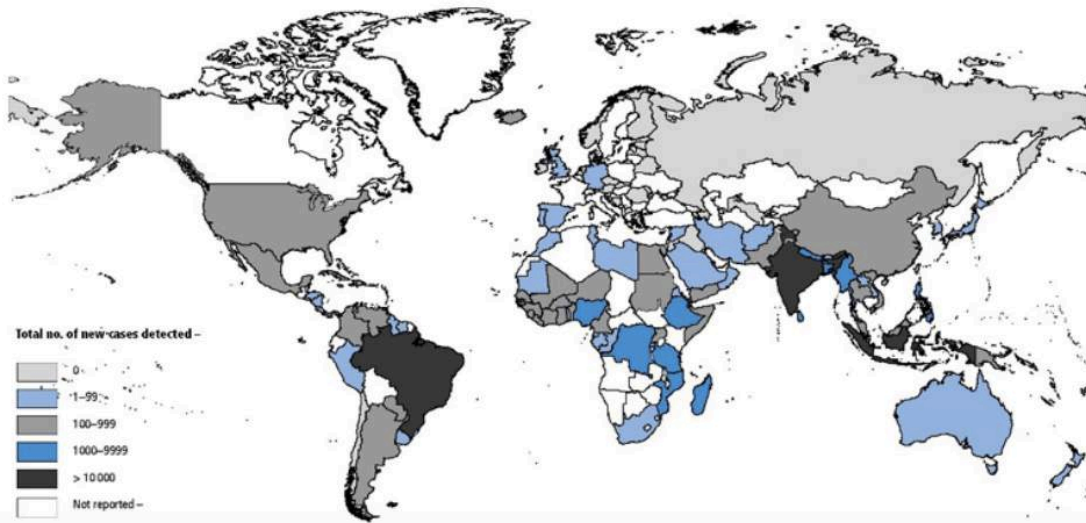 Total no. of new cases detected –
0
1–99
100–999
1000–9999
> 10 000
Not reported –